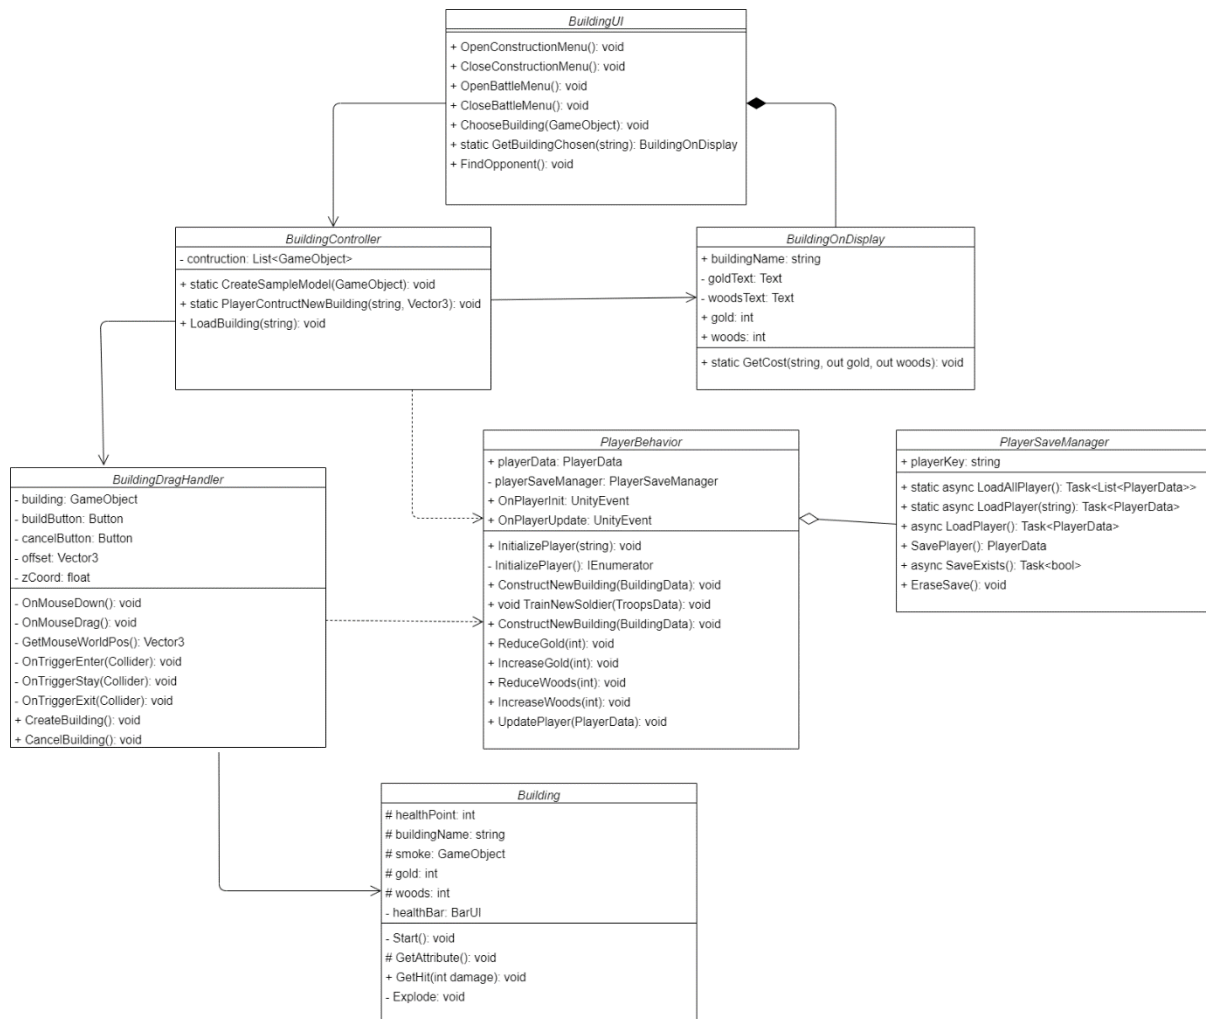 BuildingUI
+ OpenConstructionMenu(): void
+ CloseConstructionMenu(): void
+ OpenBattleMenu(): void
+ CloseBattleMenu(): void
+ ChooseBuilding(GameObject): void
+ static GetBuildingChosen(string): BuildingOnDisplay
+ FindOpponent(): void
BuildingController
- contruction: List<GameObject>
+ static CreateSampleModel(GameObject): void
+ static PlayerContructNewBuilding(string, Vector3): void
+ LoadBuilding(string): void
BuildingOnDisplay
+ buildingName: string
- goldText: Text
- woodsText: Text
+ gold: int
+ woods: int
+ static GetCost(string, out gold, out woods): void
BuildingDragHandler
- building: GameObject
- buildButton: Button
- cancelButton: Button
- offset: Vector3
- zCoord: float
- OnMouseDown(): void
- OnMouseDrag(): void
- GetMouseWorldPos(): Vector3
- OnTriggerEnter(Collider): void
- OnTriggerStay(Collider): void
- OnTriggerExit(Collider): void
+ CreateBuilding(): void
+ CancelBuilding(): void
PlayerBehavior
+ playerData: PlayerData
- playerSaveManager: PlayerSaveManager
+ OnPlayerInit: UnityEvent
+ OnPlayerUpdate: UnityEvent
+ InitializePlayer(string): void
- InitializePlayer(): IEnumerator
+ ConstructNewBuilding(BuildingData): void
+ void TrainNewSoldier(TroopsData): void
+ ConstructNewBuilding(BuildingData): void
+ ReduceGold(int): void
+ IncreaseGold(int): void
+ ReduceWoods(int): void
+ IncreaseWoods(int): void
+ UpdatePlayer(PlayerData): void
PlayerSaveManager
+ playerKey: string
+ static async LoadAllPlayer(): Task<List<PlayerData>>
+ static async LoadPlayer(string): Task<PlayerData>
+ async LoadPlayer(): Task<PlayerData>
+ SavePlayer(): PlayerData
+ async SaveExists(): Task<bool>
+ EraseSave(): void
Building
# healthPoint: int
# buildingName: string
# smoke: GameObject
# gold: int
# woods: int
- healthBar: BarUI
- Start(): void
# GetAttribute(): void
+ GetHit(int damage): void
- Explode: void